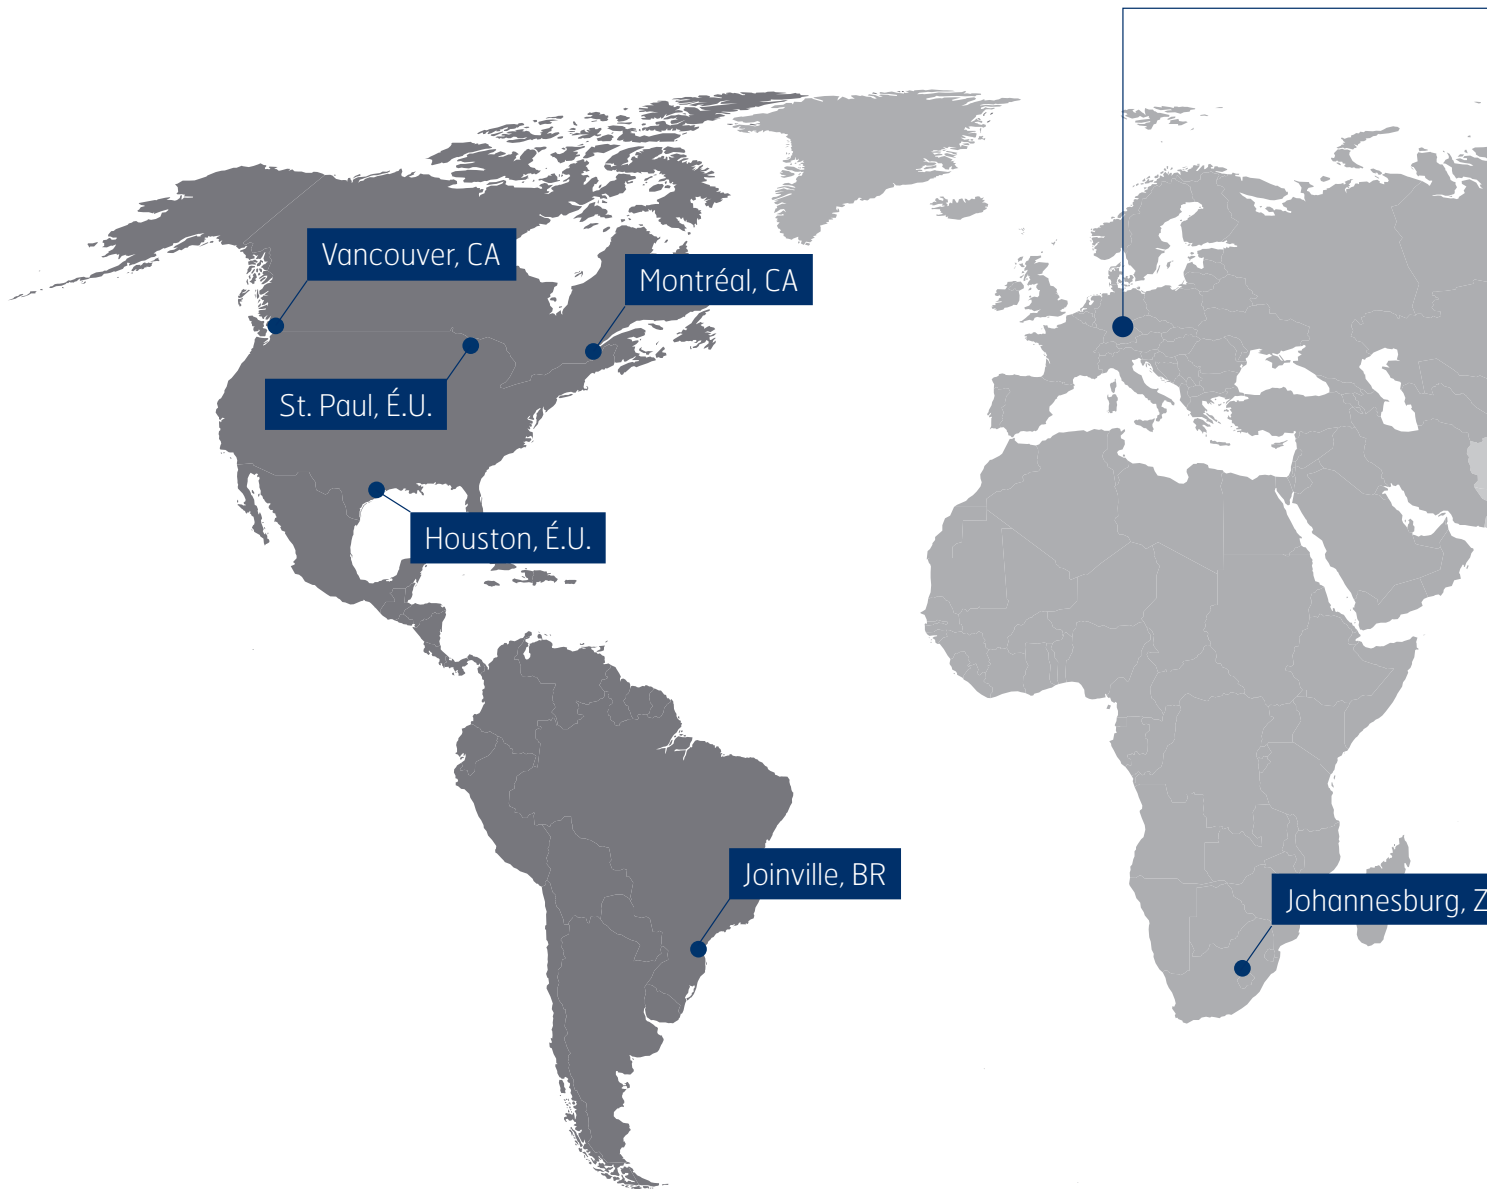 Vancouver, CA
Montréal, CA
St. Paul, É.U.
Houston, É.U.
Joinville, BR
Johannesburg, Z